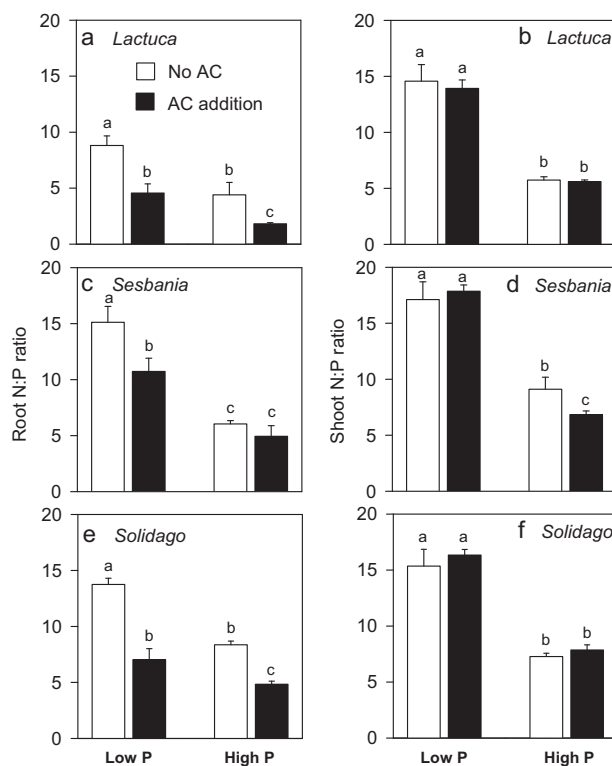 a Lactuca
No AC
AC addition
20
15
10
5
0
a
b
b
c
b Lactuca
20
15
10
5
0
a
a
b
b
c Sesbania
20
15
10
5
0
a
b
c
c
Root N:P ratio
d Sesbania
20
15
10
5
0
a
a
b
c
Shoot N:P ratio
e Solidago
20
15
10
5
0
a
b
b
c
Low P High P
f Solidago
20
15
10
5
0
a
a
b
b
Low P High P